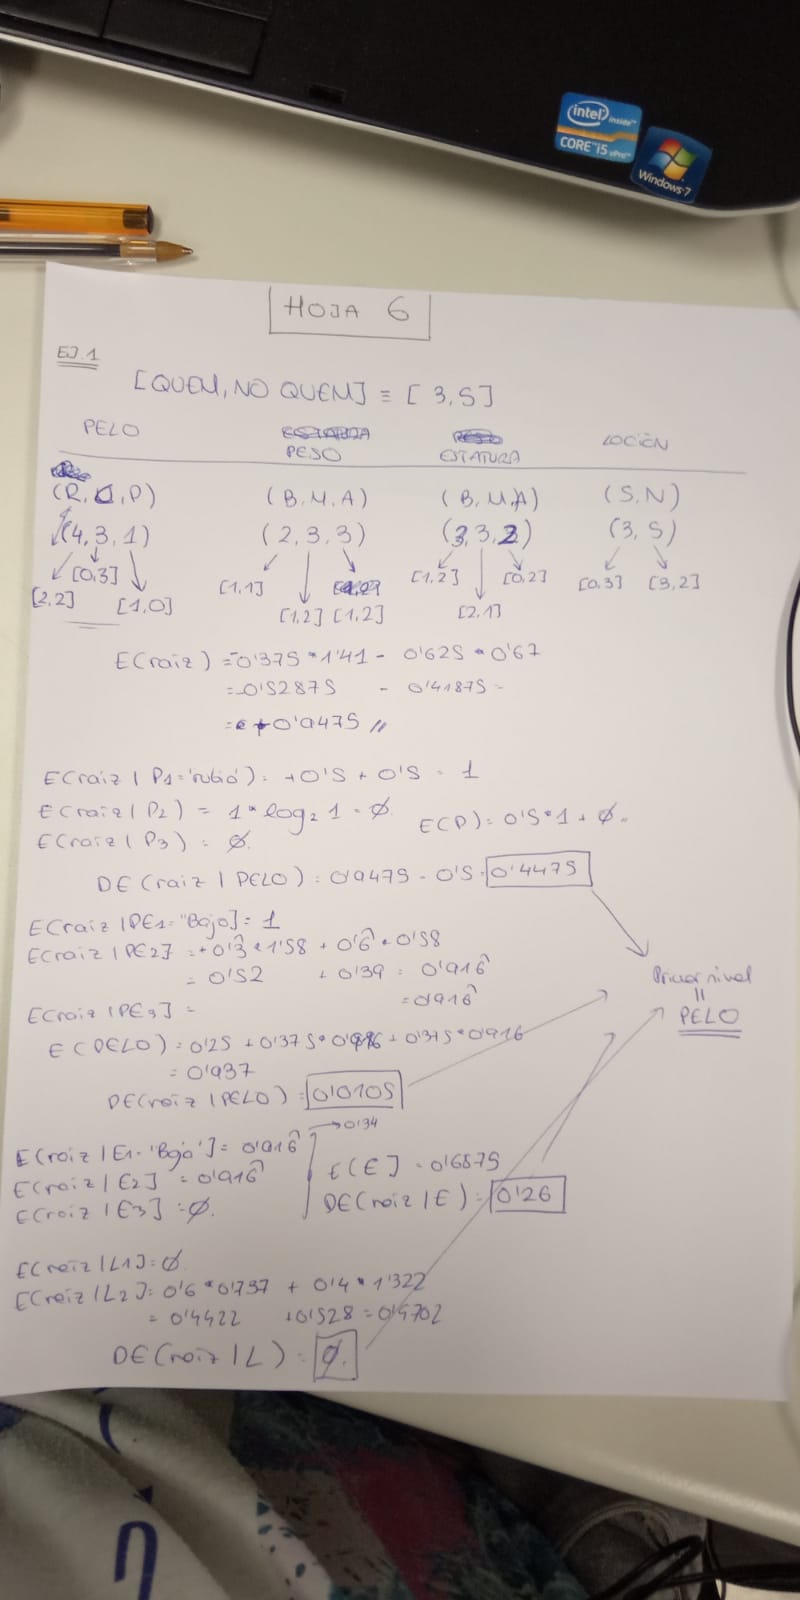 intel inside™
CORE™ i5 vPro™
Windows 7
HOJA 6
EJ.1
[QUEM, NO QUEM] ≡ [3,5]
PELO
PESO
ESTATURA
LOCIÓN
(R, O, P)
(B, M, A)
(B, M, A)
(S, N)
(4, 3, 1)
(2, 3, 3)
(3, 3, 2)
(3, 5)
[2,2] [0,3] [1,0]
[1,1] [1,2] [1,2]
[1,2] [2,1] [0,2]
[0,3] [3,2]
E(raiz) = -0'375 * 1'41 - 0'625 * 0'67
= -0'52875 - 0'41875 =
= +0'9475 //
E(raiz | P1='rubio') = +0'5 + 0'5 = 1
E(raiz | P2) = 1 * log₂ 1 = ∅.
E(raiz | P3) = ∅.
E(P) = 0'5 * 1 + ∅.
DE(raiz | PELO) = 0'9475 - 0'5 = 0'4475
E(raiz | PE1="Bajo] = 1
E(raiz | PE2] = +0'3̂ * 1'58 + 0'6̂ * 0'58
= 0'52 + 0'39 = 0'916̂
E(raiz | PE3] = = 0'916̂
E(PELO) = 0'25 + 0'375 * 0'916 + 0'375 * 0'916
= 0'937
DE(raiz | PELO) = 0'0105
Primer nivel
=
PELO
E(raiz | E1='Bajo'] = 0'916̂
E(raiz | E2] = 0'916̂
E(raiz | E3] = ∅.
→ 0'34
E(E] = 0'6875
DE(raiz | E) = 0'26
E(raiz | L1] = ∅.
E(raiz | L2] = 0'6 * 0'737 + 0'4 * 1'322
= 0'4422 + 0'528 = 0'9702
DE(raiz | L) = ∅.